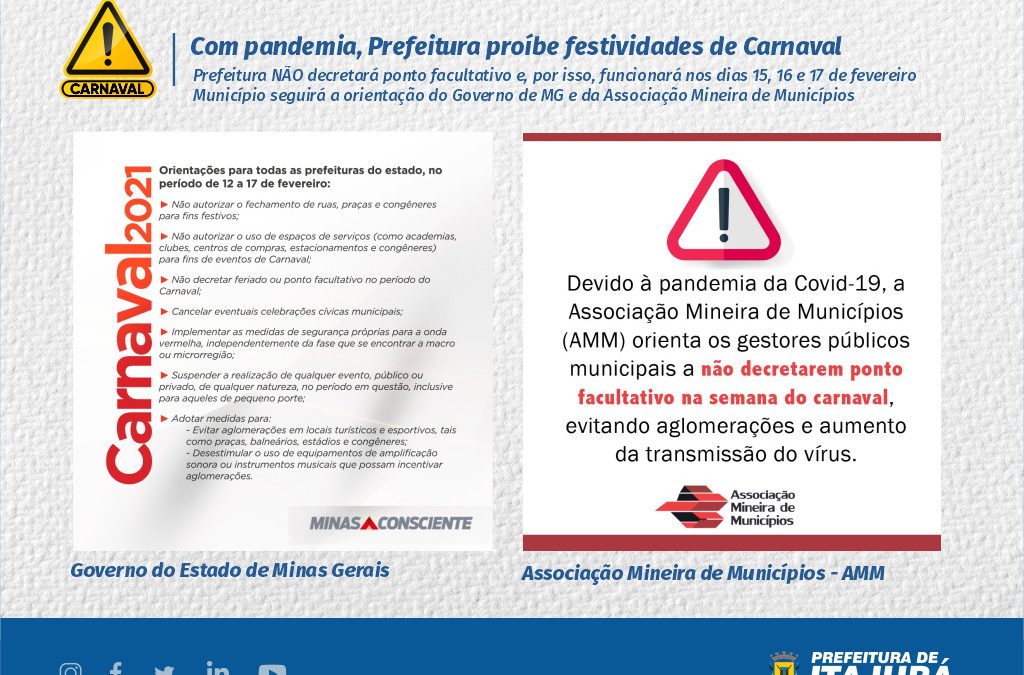 CARNAVAL
Com pandemia, Prefeitura proíbe festividades de Carnaval
Prefeitura NÃO decretará ponto facultativo e, por isso, funcionará nos dias 15, 16 e 17 de fevereiro
Município seguirá a orientação do Governo de MG e da Associação Mineira de Municípios
Carnaval2021
Orientações para todas as prefeituras do estado, no
período de 12 a 17 de fevereiro:
► Não autorizar o fechamento de ruas, praças e congêneres
para fins festivos;
► Não autorizar o uso de espaços de serviços (como academias,
clubes, centros de compras, estacionamentos e congêneres)
para fins de eventos de Carnaval;
► Não decretar feriado ou ponto facultativo no período do
Carnaval;
► Cancelar eventuais celebrações cívicas municipais;
► Implementar as medidas de segurança próprias para a onda
vermelha, independentemente da fase que se encontrar a macro
ou microrregião;
► Suspender a realização de qualquer evento, público ou
privado, de qualquer natureza, no período em questão, inclusive
para aqueles de pequeno porte;
► Adotar medidas para:
- Evitar aglomerações em locais turísticos e esportivos, tais
como praças, balneários, estádios e congêneres;
- Desestimular o uso de equipamentos de amplificação
sonora ou instrumentos musicais que possam incentivar
aglomerações.
MINAS CONSCIENTE
Governo do Estado de Minas Gerais
Devido à pandemia da Covid-19, a
Associação Mineira de Municípios
(AMM) orienta os gestores públicos
municipais a não decretarem ponto
facultativo na semana do carnaval,
evitando aglomerações e aumento
da transmissão do vírus.
Associação
Mineira de
Municípios
Associação Mineira de Municípios - AMM
PREFEITURA DE
ITAJUBÁ